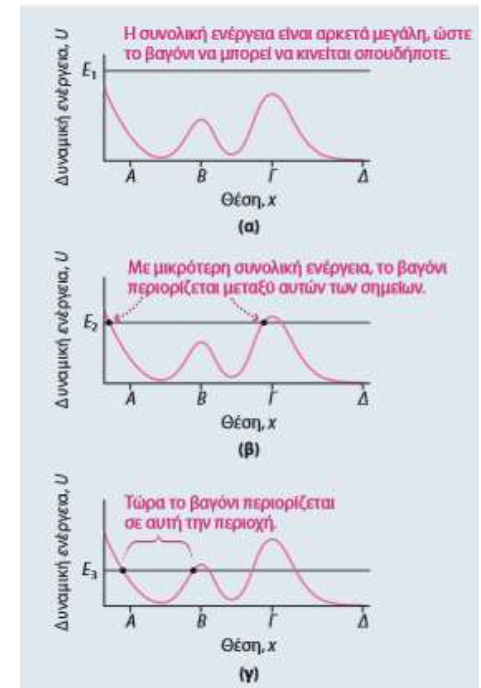 Η συνολική ενέργεια είναι αρκετά μεγάλη, ώστε
το βαγόνι να μπορεί να κινείται οπουδήποτε.
Δυναμική ενέργεια, U
E1
A
B
Γ
Δ
Θέση, x
(α)
Με μικρότερη συνολική ενέργεια, το βαγόνι
περιορίζεται μεταξύ αυτών των σημείων.
Δυναμική ενέργεια, U
E2
A
B
Γ
Δ
Θέση, x
(β)
Τώρα το βαγόνι περιορίζεται
σε αυτή την περιοχή.
Δυναμική ενέργεια, U
E3
A
B
Γ
Δ
Θέση, x
(γ)